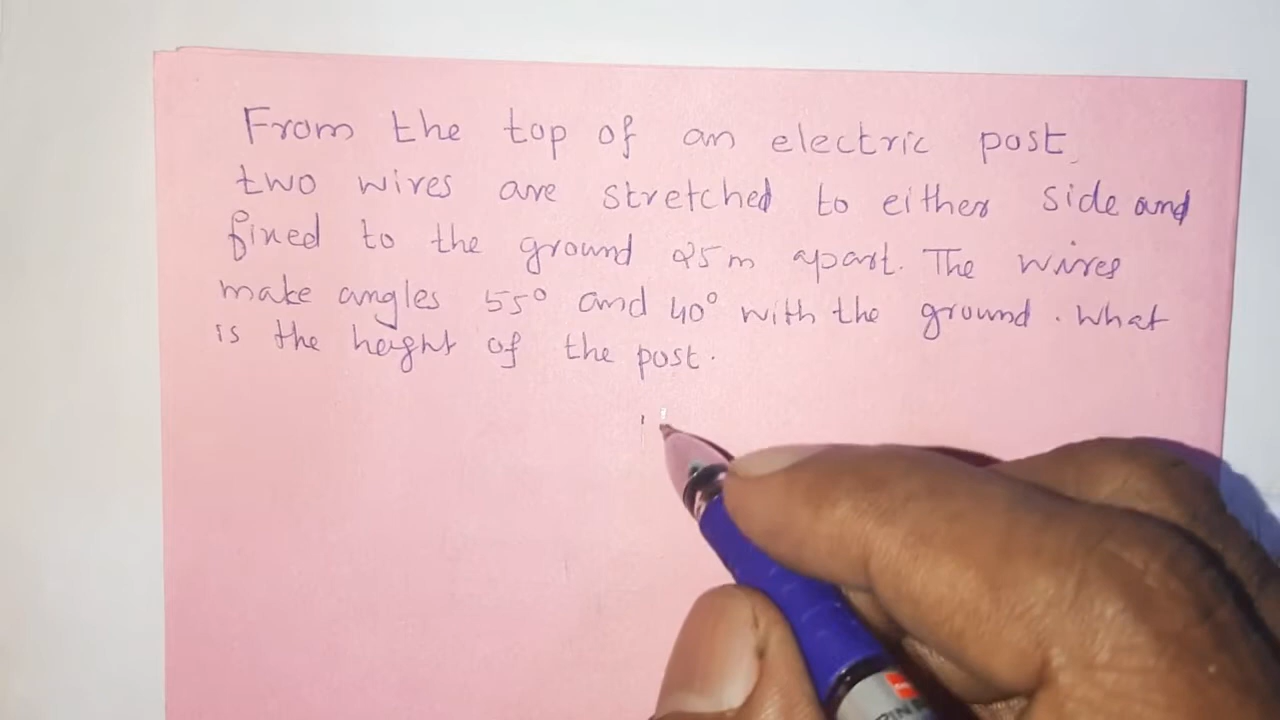 From the top of an electric post,
two wires are stretched to either side and
fixed to the ground 25m apart. The wires
make angles 55° and 40° with the ground. What
is the height of the post.